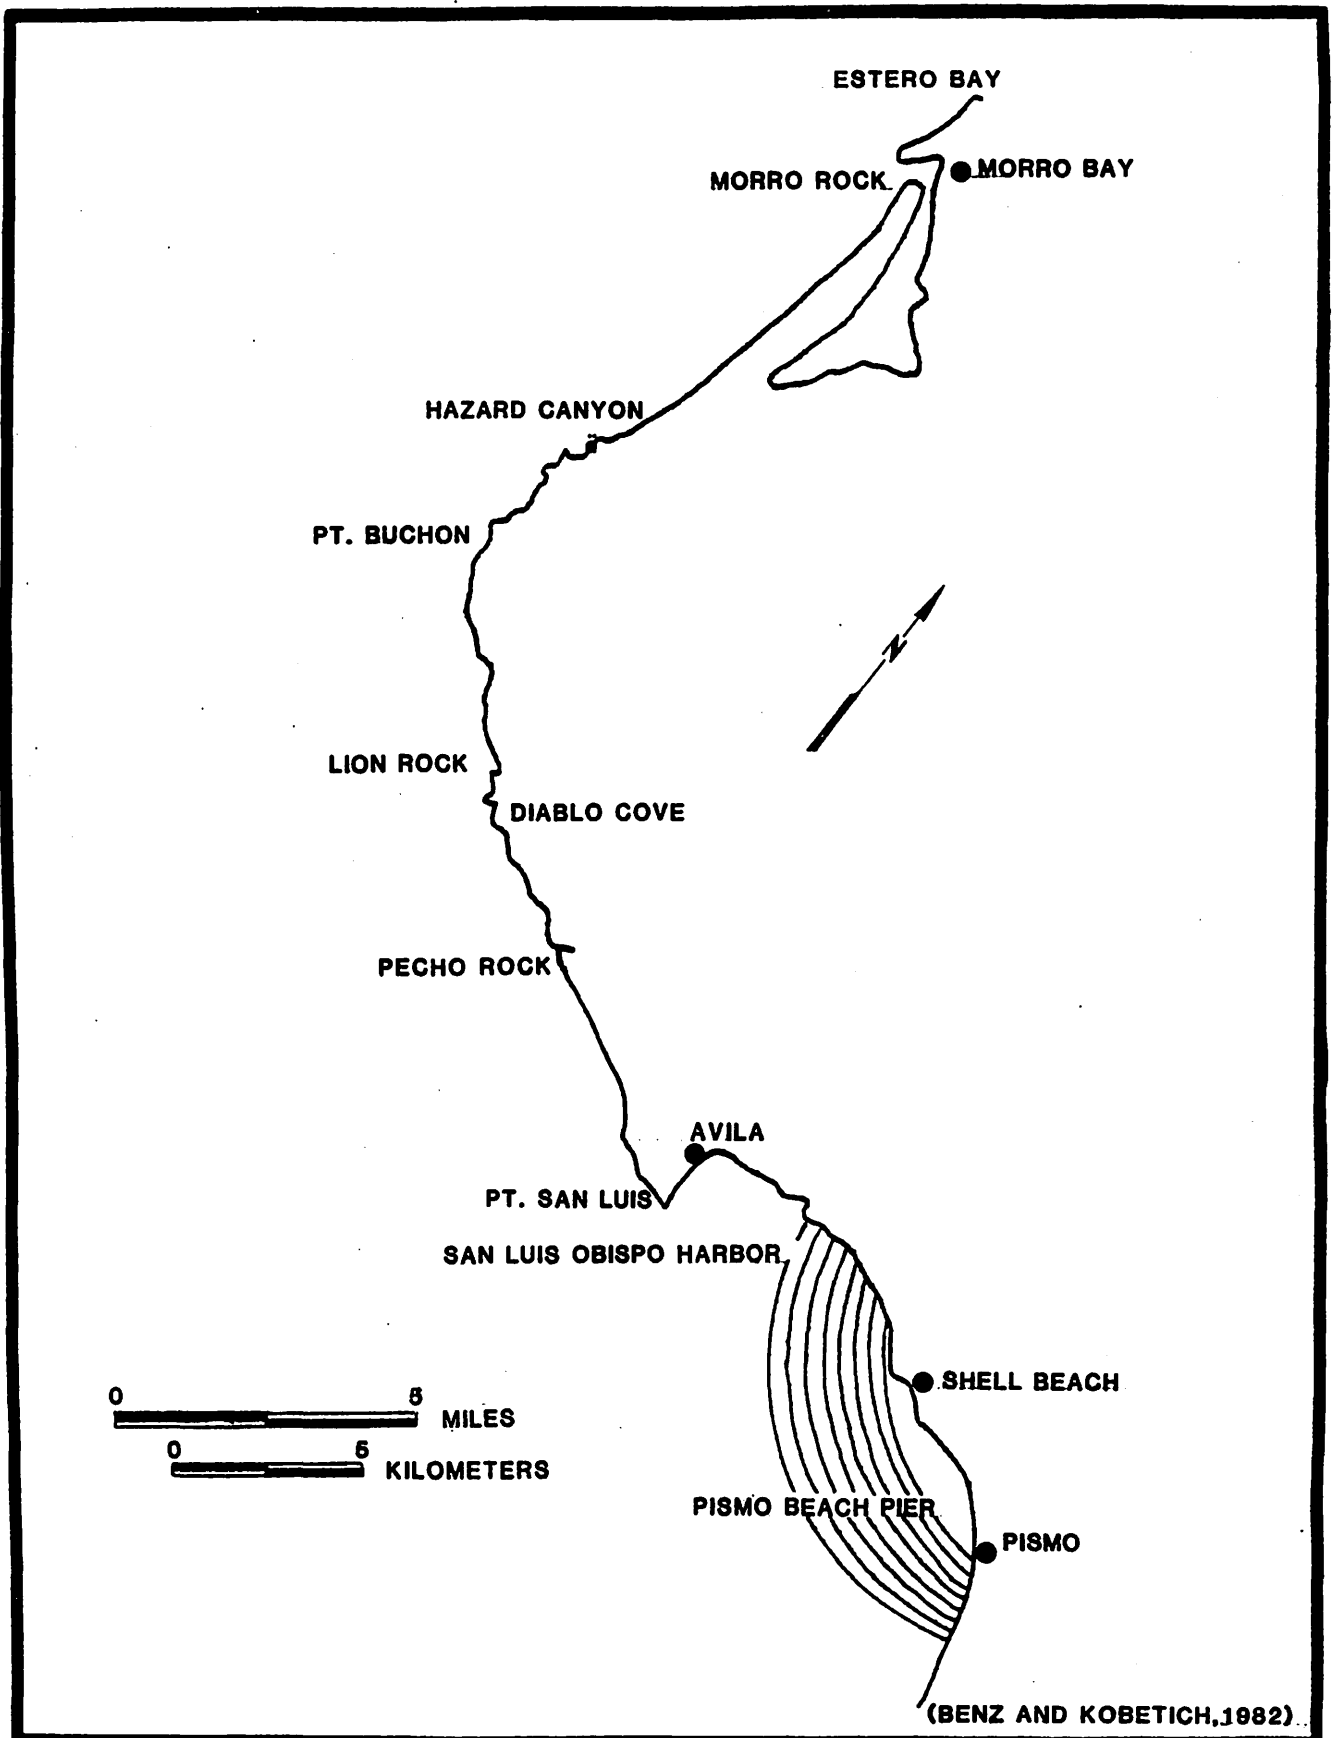 ESTERO BAY
MORRO BAY
MORRO ROCK
HAZARD CANYON
PT. BUCHON
N
LION ROCK
DIABLO COVE
PECHO ROCK
AVILA
PT. SAN LUIS
SAN LUIS OBISPO HARBOR
SHELL BEACH
0 5
MILES
0 5
KILOMETERS
PISMO BEACH PIER
PISMO
(BENZ AND KOBETICH,1982)